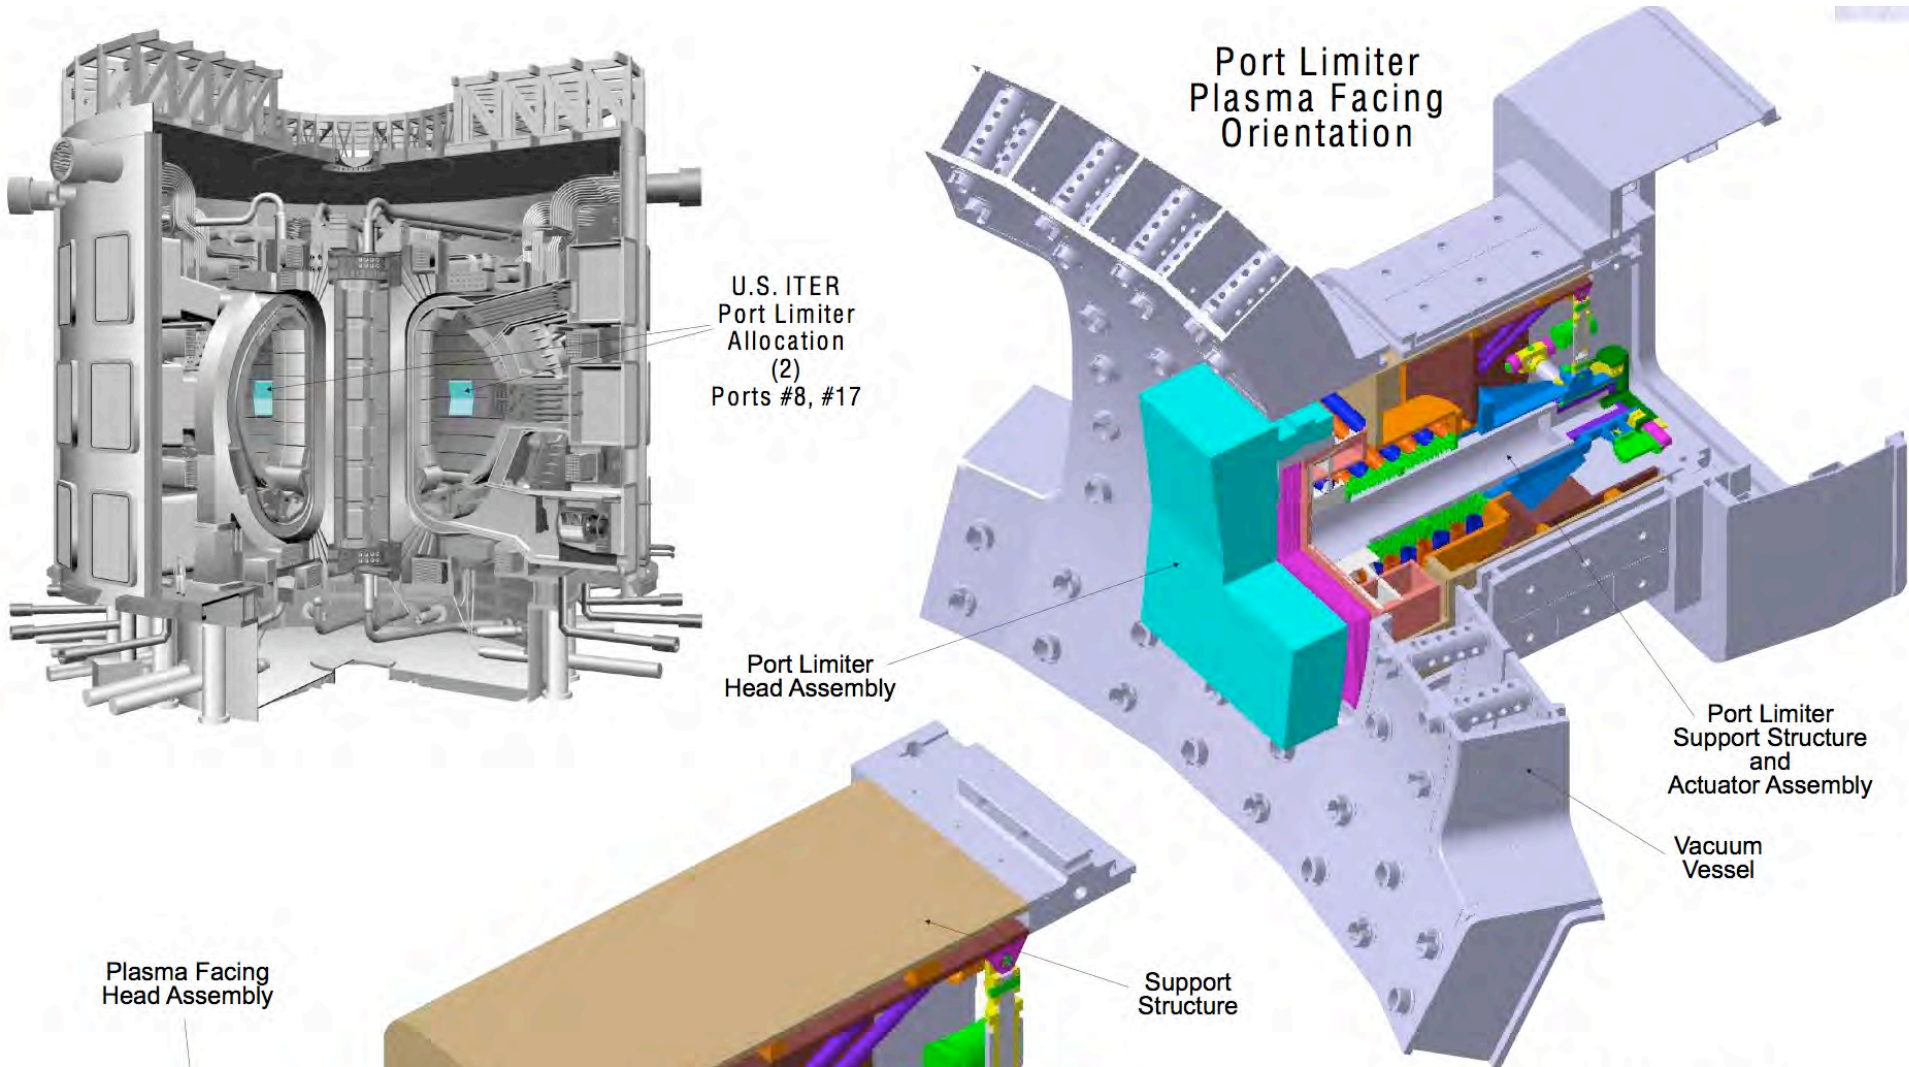 Port Limiter
Plasma Facing
Orientation
U.S. ITER
Port Limiter
Allocation
(2)
Ports #8, #17
Port Limiter
Head Assembly
Port Limiter
Support Structure
and
Actuator Assembly
Vacuum
Vessel
Plasma Facing
Head Assembly
Support
Structure